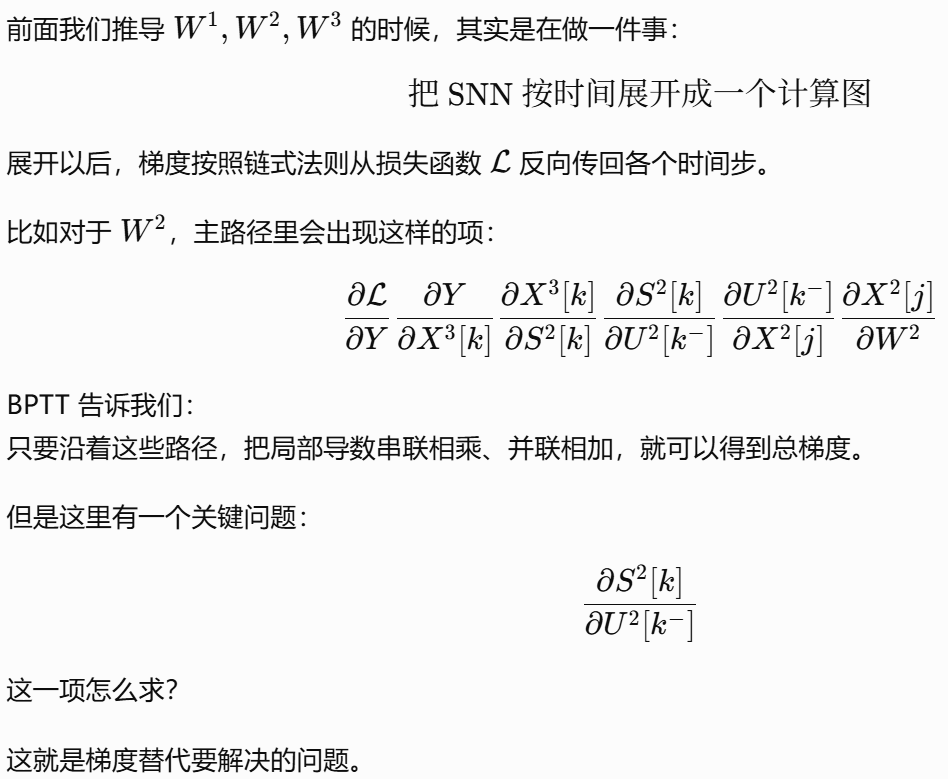 前面我们推导 $W^1, W^2, W^3$ 的时候，其实是在做一件事：
把 SNN 按时间展开成一个计算图
展开以后，梯度按照链式法则从损失函数 $\mathcal{L}$ 反向传回各个时间步。
比如对于 $W^2$，主路径里会出现这样的项：
$\frac{\partial \mathcal{L}}{\partial Y} \frac{\partial Y}{\partial X^3[k]} \frac{\partial X^3[k]}{\partial S^2[k]} \frac{\partial S^2[k]}{\partial U^2[k^-]} \frac{\partial U^2[k^-]}{\partial X^2[j]} \frac{\partial X^2[j]}{\partial W^2}$
BPTT 告诉我们：
只要沿着这些路径，把局部导数串联相乘、并联相加，就可以得到总梯度。
但是这里有一个关键问题：
$\frac{\partial S^2[k]}{\partial U^2[k^-]}$
这一项怎么求？
这就是梯度替代要解决的问题。